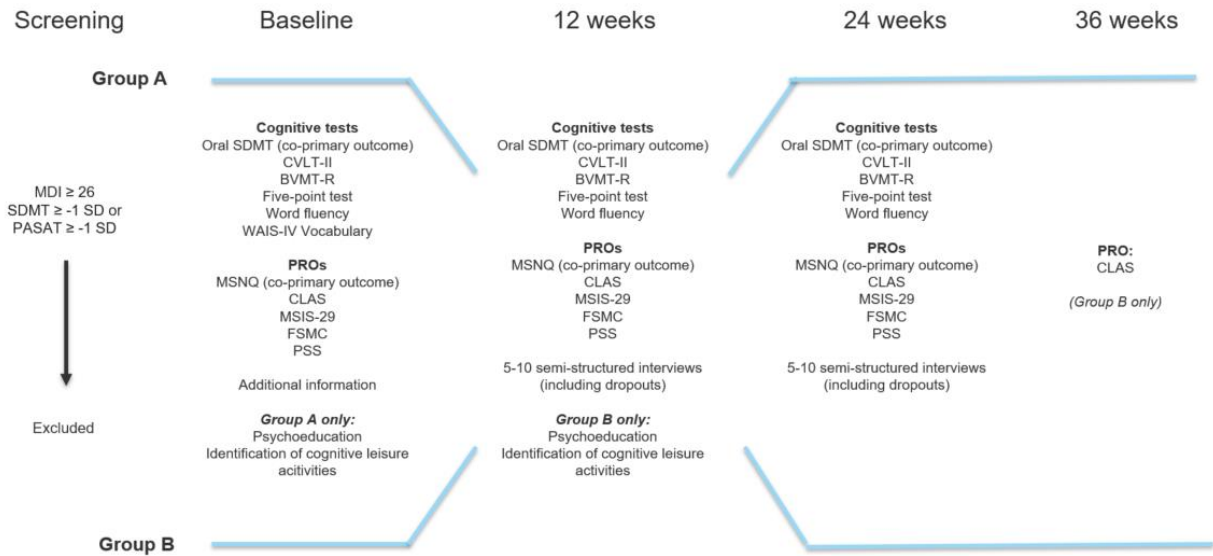 Screening
Baseline
12 weeks
24 weeks
36 weeks
Group A
MDI ≥ 26
SDMT ≥ -1 SD or
PASAT ≥ -1 SD
Excluded
Cognitive tests
Oral SDMT (co-primary outcome)
CVLT-II
BVMT-R
Five-point test
Word fluency
WAIS-IV Vocabulary
PROs
MSNQ (co-primary outcome)
CLAS
MSIS-29
FSMC
PSS
Additional information
Group A only:
Psychoeducation
Identification of cognitive leisure
acitivities
Cognitive tests
Oral SDMT (co-primary outcome)
CVLT-II
BVMT-R
Five-point test
Word fluency
PROs
MSNQ (co-primary outcome)
CLAS
MSIS-29
FSMC
PSS
5-10 semi-structured interviews
(including dropouts)
Group B only:
Psychoeducation
Identification of cognitive leisure
activities
Cognitive tests
Oral SDMT (co-primary outcome)
CVLT-II
BVMT-R
Five-point test
Word fluency
PROs
MSNQ (co-primary outcome)
CLAS
MSIS-29
FSMC
PSS
5-10 semi-structured interviews
(including dropouts)
PRO:
CLAS
(Group B only)
Group B